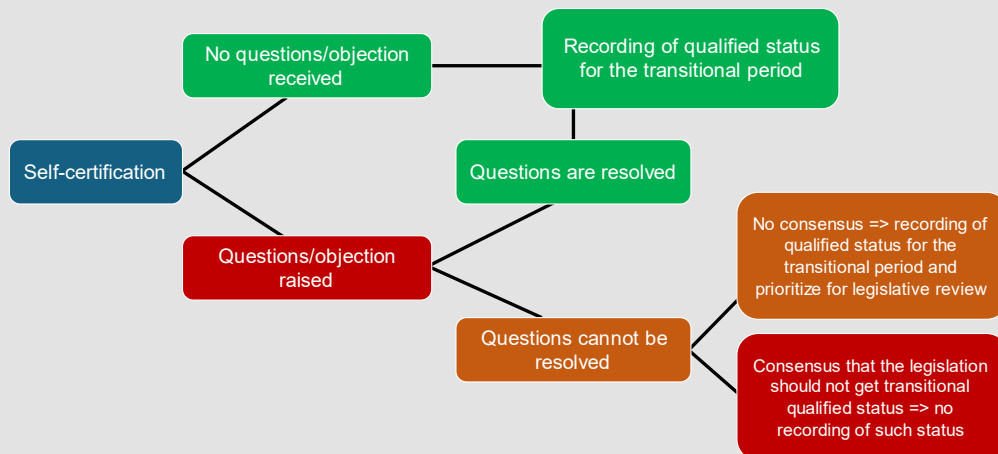 No questions/objection
received
Recording of qualified status
for the transitional period
Self-certification
Questions are resolved
Questions/objection
raised
No consensus => recording of
qualified status for the
transitional period and
prioritize for legislative review
Questions cannot be
resolved
Consensus that the legislation
should not get transitional
qualified status => no
recording of such status